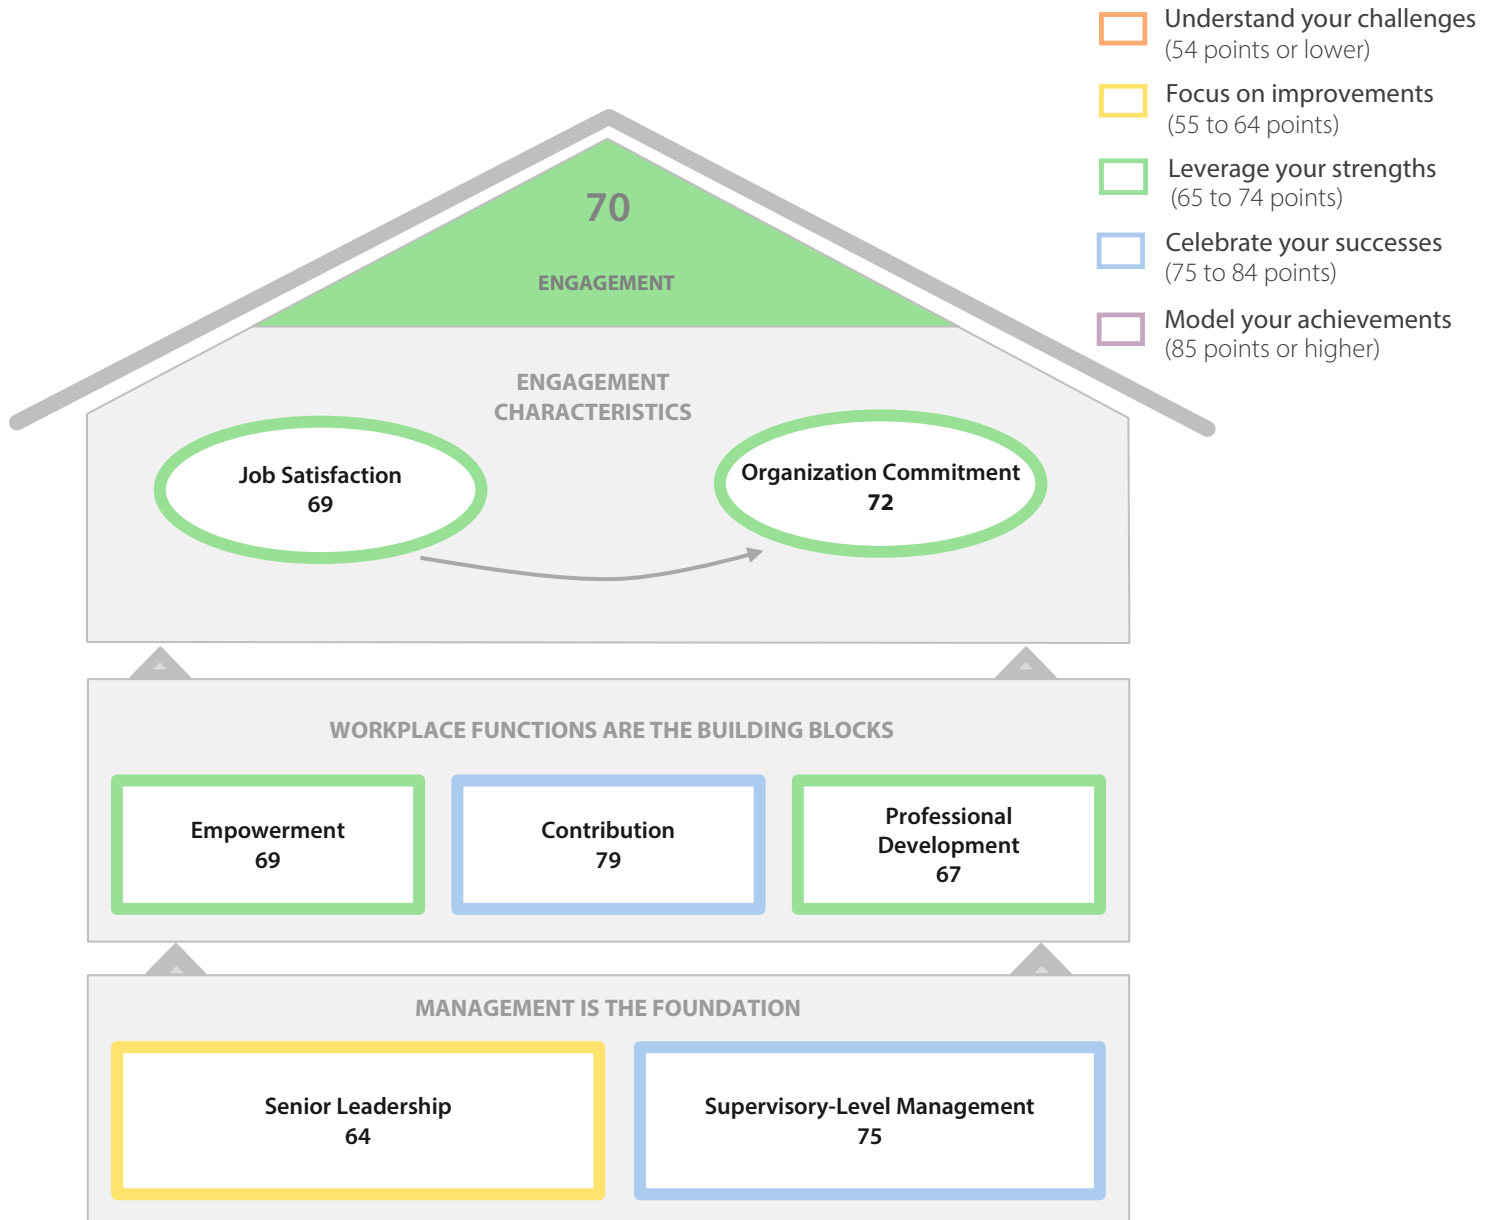 Understand your challenges
(54 points or lower)
Focus on improvements
(55 to 64 points)
Leverage your strengths
(65 to 74 points)
Celebrate your successes
(75 to 84 points)
Model your achievements
(85 points or higher)
70
ENGAGEMENT
ENGAGEMENT
CHARACTERISTICS
Job Satisfaction
69
Organization Commitment
72
WORKPLACE FUNCTIONS ARE THE BUILDING BLOCKS
Empowerment
69
Contribution
79
Professional
Development
67
MANAGEMENT IS THE FOUNDATION
Senior Leadership
64
Supervisory-Level Management
75